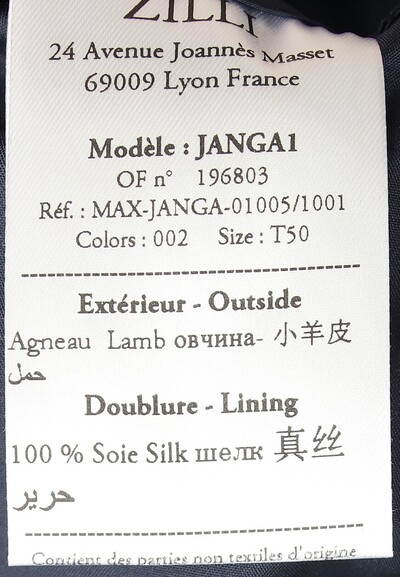 ZILLI
24 Avenue Joannès Masset
69009 Lyon France
Modèle : JANGA1
OF n° 196803
Réf. : MAX-JANGA-01005/1001
Colors : 002 Size : T50
Extérieur - Outside
Agneau Lamb овчина- 小羊皮
حمل
Doublure - Lining
100 % Soie Silk шелк 真丝
حرير
Contient des parties non textiles d'origine